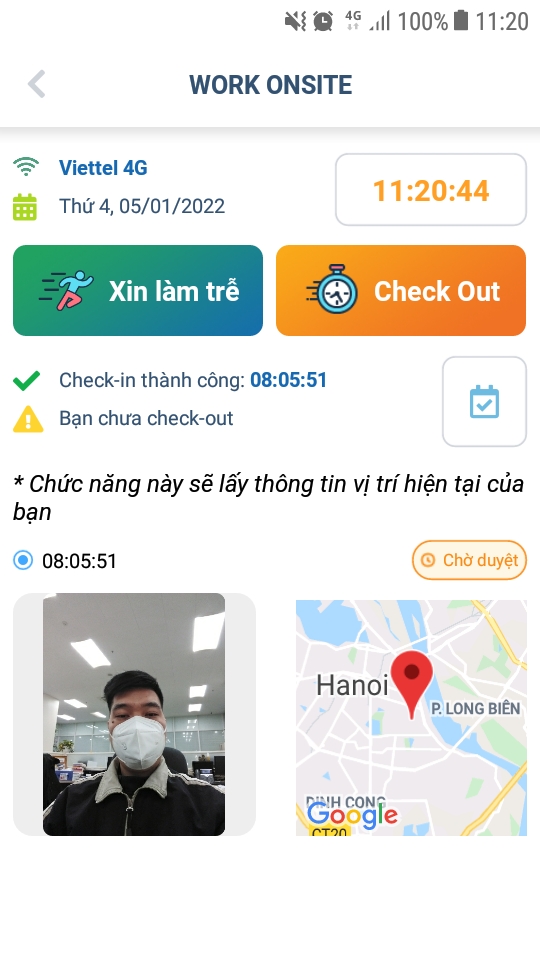 4G 100% 11:20
WORK ONSITE
Viettel 4G
Thứ 4, 05/01/2022
11:20:44
Xin làm trễ
Check Out
Check-in thành công: 08:05:51
Bạn chưa check-out
* Chức năng này sẽ lấy thông tin vị trí hiện tại của
bạn
08:05:51
Chờ duyệt
Hanoi
P. LONG BIÊN
DINH CONG
Google
CT20